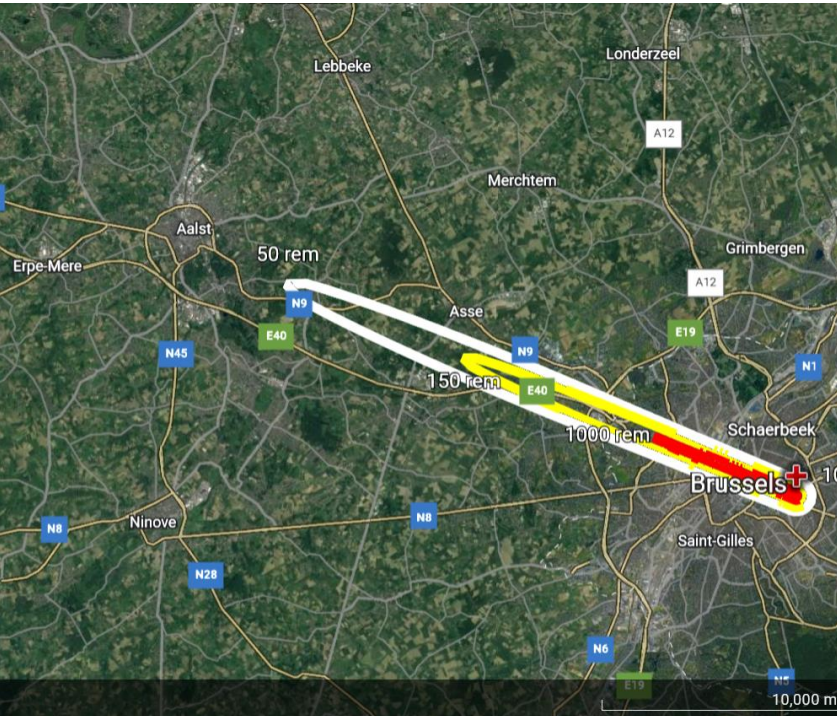 Lebbeke
Londerzeel
A12
Merchtem
Aalst
Grimbergen
50 rem
Erpe-Mere
A12
N9
Asse
E40
E19
N45
N9
N1
150 rem
E40
1000 rem
Schaerbeek
Brussels
10
N8
N8
Ninove
Saint-Gilles
N28
N6
E19
N5
10,000 m